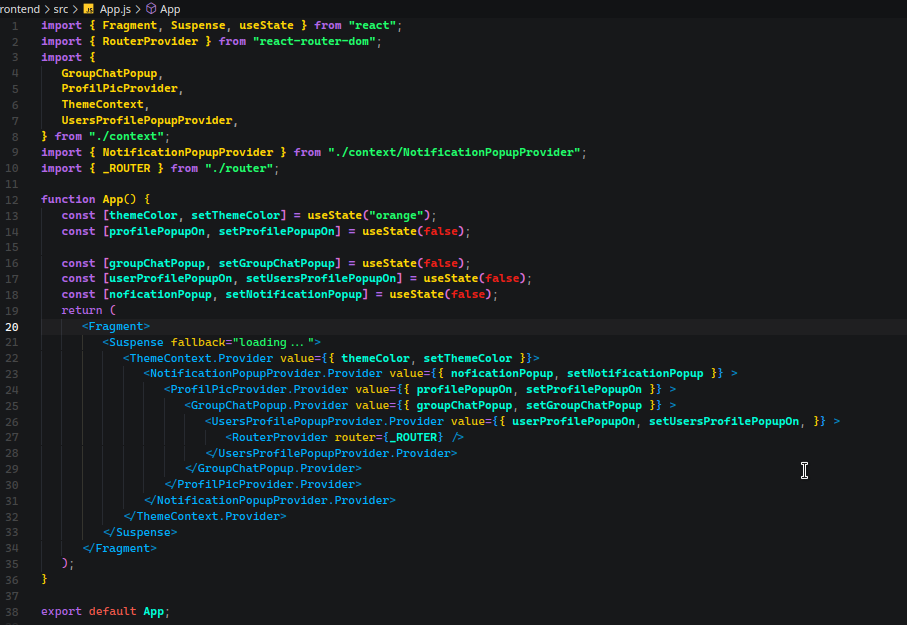 rontend > src > JS App.js > App
1 import { Fragment, Suspense, useState } from "react";
2 import { RouterProvider } from "react-router-dom";
3 import {
4 GroupChatPopup,
5 ProfilPicProvider,
6 ThemeContext,
7 UsersProfilePopupProvider,
8 } from "./context";
9 import { NotificationPopupProvider } from "./context/NotificationPopupProvider";
10 import { _ROUTER } from "./router";
11
12 function App() {
13 const [themeColor, setThemeColor] = useState("orange");
14 const [profilePopupOn, setProfilePopupOn] = useState(false);
15
16 const [groupChatPopup, setGroupChatPopup] = useState(false);
17 const [userProfilePopupOn, setUsersProfilePopupOn] = useState(false);
18 const [noficationPopup, setNotificationPopup] = useState(false);
19 return (
20 <Fragment>
21 <Suspense fallback="loading...">
22 <ThemeContext.Provider value={{ themeColor, setThemeColor }}>
23 <NotificationPopupProvider.Provider value={{ noficationPopup, setNotificationPopup }} >
24 <ProfilPicProvider.Provider value={{ profilePopupOn, setProfilePopupOn }} >
25 <GroupChatPopup.Provider value={{ groupChatPopup, setGroupChatPopup }} >
26 <UsersProfilePopupProvider.Provider value={{ userProfilePopupOn, setUsersProfilePopupOn, }} >
27 <RouterProvider router={_ROUTER} />
28 </UsersProfilePopupProvider.Provider>
29 </GroupChatPopup.Provider>
30 </ProfilPicProvider.Provider>
31 </NotificationPopupProvider.Provider>
32 </ThemeContext.Provider>
33 </Suspense>
34 </Fragment>
35 );
36 }
37
38 export default App;